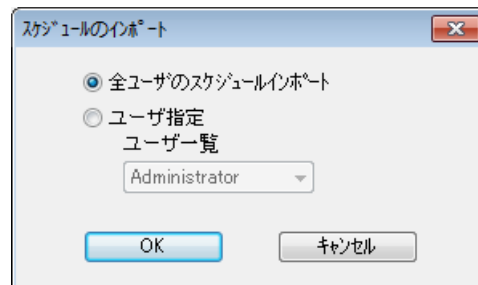 ｽｹｼﾞｭｰﾙのｲﾝﾎﾟｰﾄ
全ﾕｰｻﾞのｽｹｼﾞｭｰﾙｲﾝﾎﾟｰﾄ
ユーザ指定
ユーザ一覧
Administrator
OK
ｷｬﾝｾﾙ